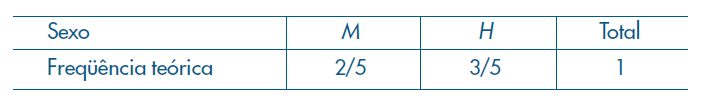 Sexo M H Total
Freqüência teórica 2/5 3/5 1